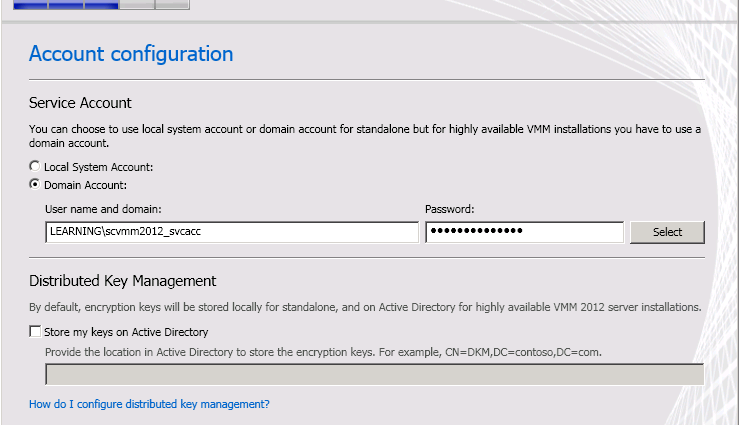 Account configuration
Service Account
You can choose to use local system account or domain account for standalone but for highly available VMM installations you have to use a
domain account.
Local System Account:
Domain Account:
User name and domain: Password:
LEARNING\scvmm2012_svcacc •••••••••••••• Select
Distributed Key Management
By default, encryption keys will be stored locally for standalone, and on Active Directory for highly available VMM 2012 server installations.
Store my keys on Active Directory
Provide the location in Active Directory to store the encryption keys. For example, CN=DKM,DC=contoso,DC=com.
How do I configure distributed key management?